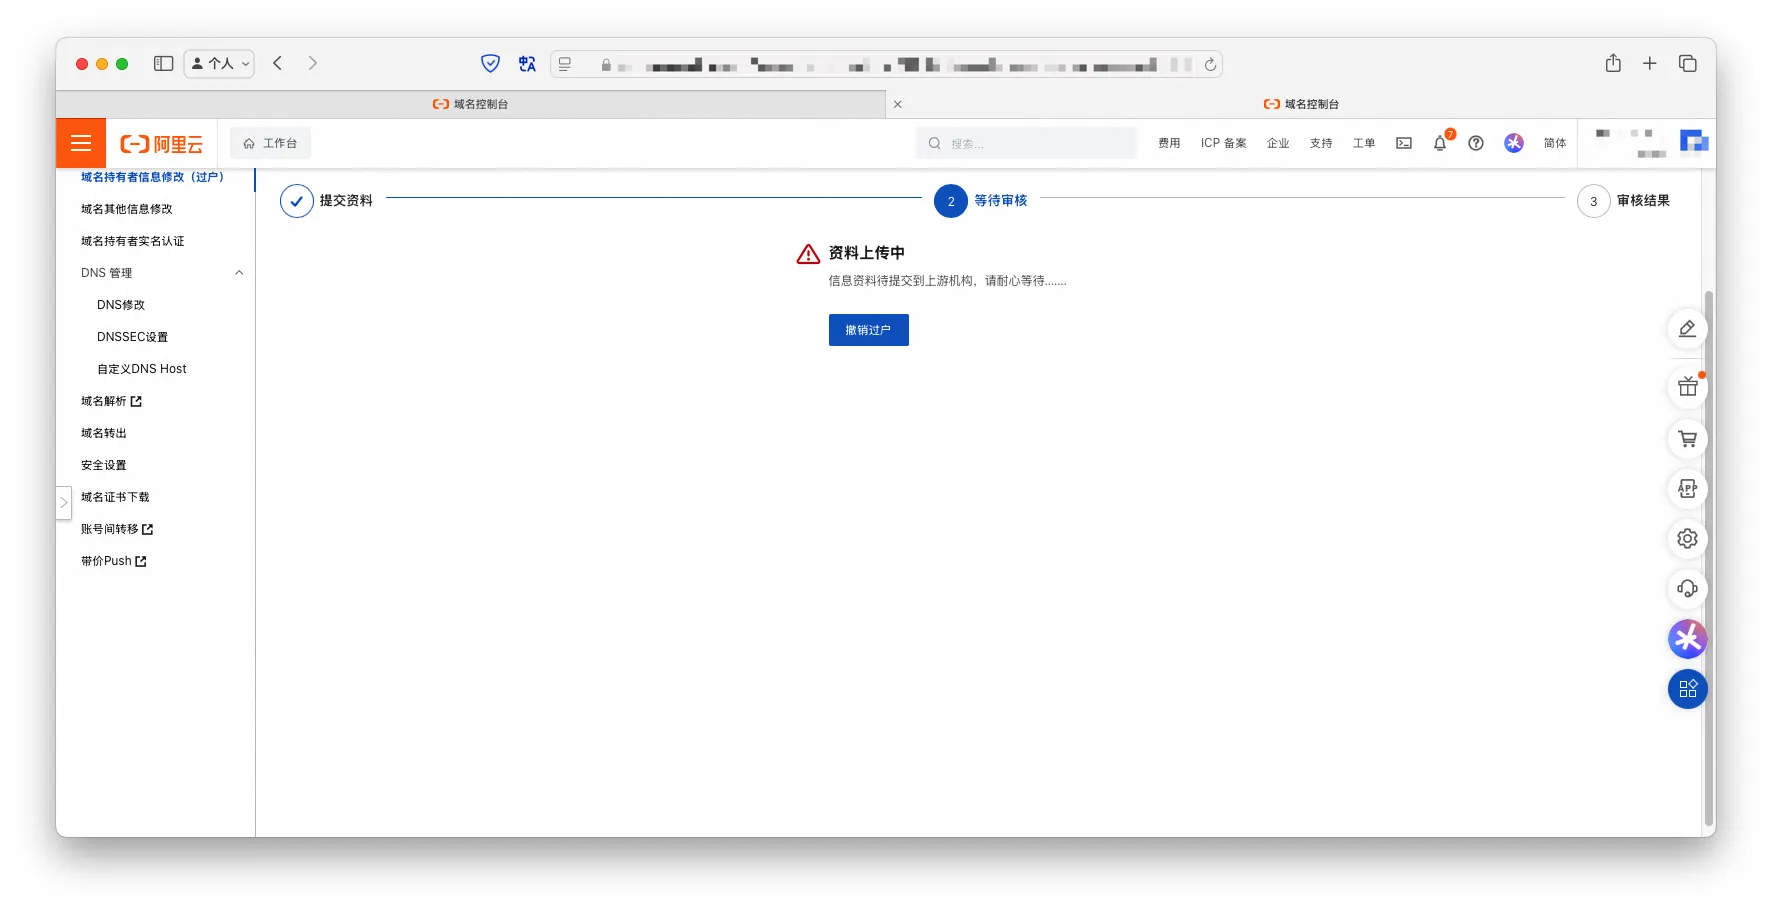 个人
域名控制台
域名控制台
阿里云
工作台
搜索...
费用
ICP 备案
企业
支持
工单
7
简体
域名持有者信息修改（过户）
域名其他信息修改
域名持有者实名认证
DNS 管理
DNS修改
DNSSEC设置
自定义DNS Host
域名解析
域名转出
安全设置
域名证书下载
账号间转移
带价Push
提交资料
2 等待审核
3 审核结果
资料上传中
信息资料待提交到上游机构，请耐心等待.......
撤销过户
APP